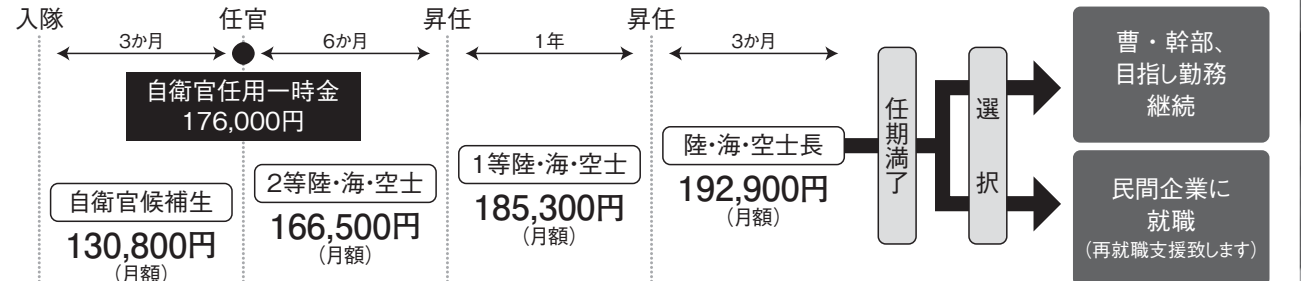 入隊
任官
昇任
昇任
3か月
6か月
1年
3か月
自衛官任用一時金
176,000円
自衛官候補生
130,800円
(月額)
2等陸・海・空士
166,500円
(月額)
1等陸・海・空士
185,300円
(月額)
陸・海・空士長
192,900円
(月額)
任期満了
選択
曹・幹部、
目指し勤務
継続
民間企業に
就職
(再就職支援致します)